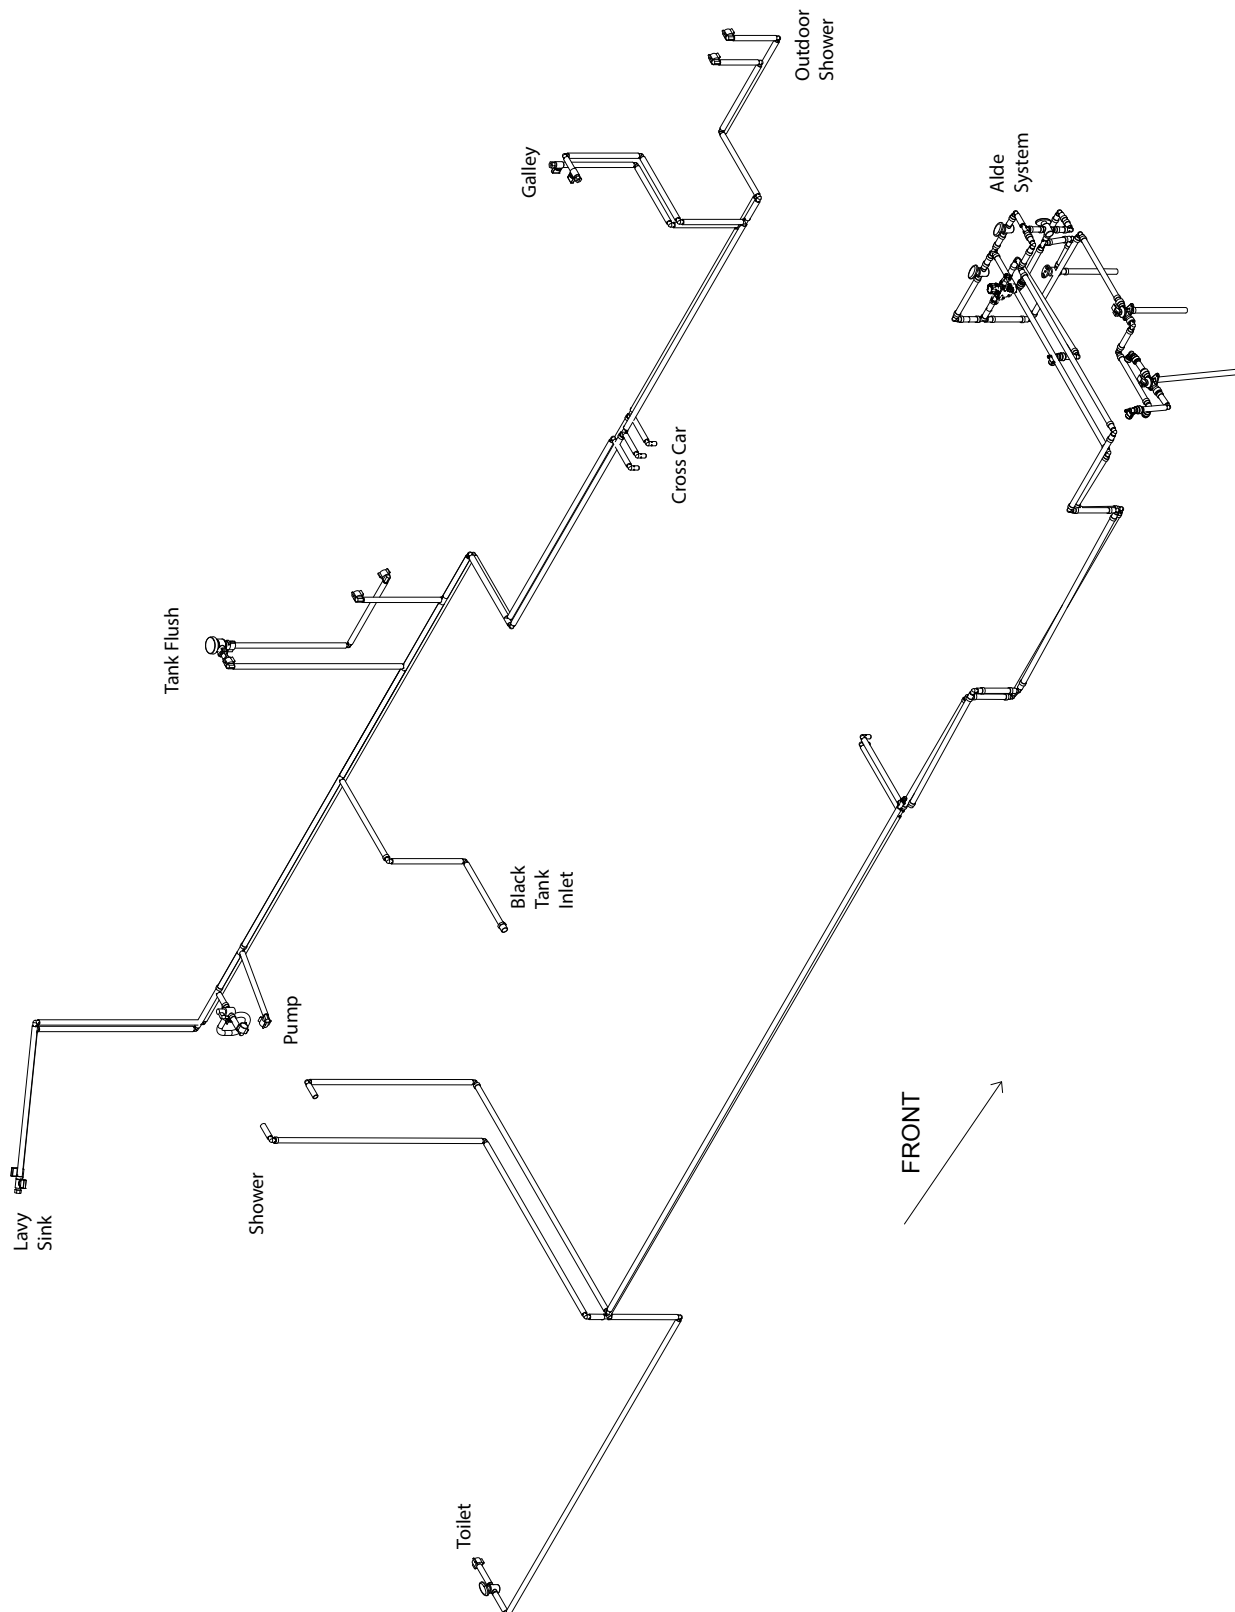 Outdoor
Shower
Galley
Alde
System
Cross Car
Tank Flush
Black
Tank
Inlet
Pump
Lavy
Sink
Shower
FRONT
Toilet